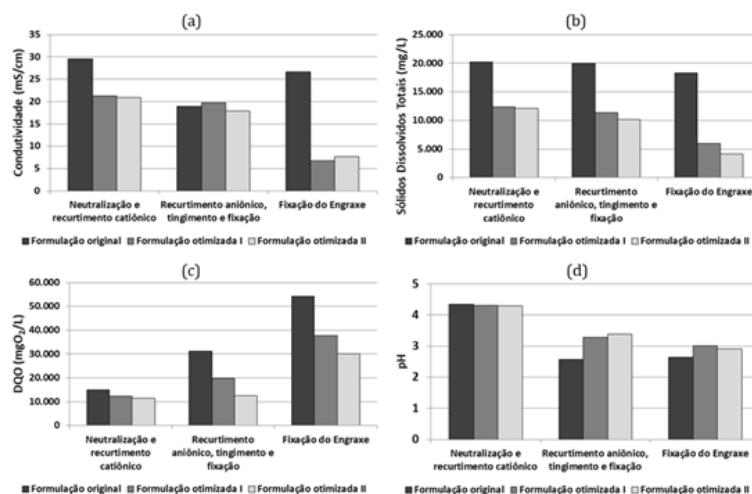 (a)
Condutividade (mS/cm)
35
30
25
20
15
10
5
0
Neutralização e
recurtimento catiônico
Recurtimento aniônico,
tingimento e fixação
Fixação do Engraxe
Formulação original
Formulação otimizada I
Formulação otimizada II
(b)
Sólidos Dissolvidos Totais (mg/L)
25.000
20.000
15.000
10.000
5.000
0
Neutralização e
recurtimento
catiônico
Recurtimento
aniônico, tingimento e
fixação
Fixação do Engraxe
Formulação original
Formulação otimizada I
Formulação otimizada II
(c)
DQO (mgO₂/L)
60.000
50.000
40.000
30.000
20.000
10.000
0
Neutralização e
recurtimento
catiônico
Recurtimento
aniônico, tingimento e
fixação
Fixação do Engraxe
Formulação original
Formulação otimizada I
Formulação otimizada II
(d)
pH
5
4
3
2
1
0
Neutralização e
recurtimento catiônico
Recurtimento aniônico,
tingimento e fixação
Fixação do Engraxe
Formulação original
Formulação otimizada I
Formulação otimizada II